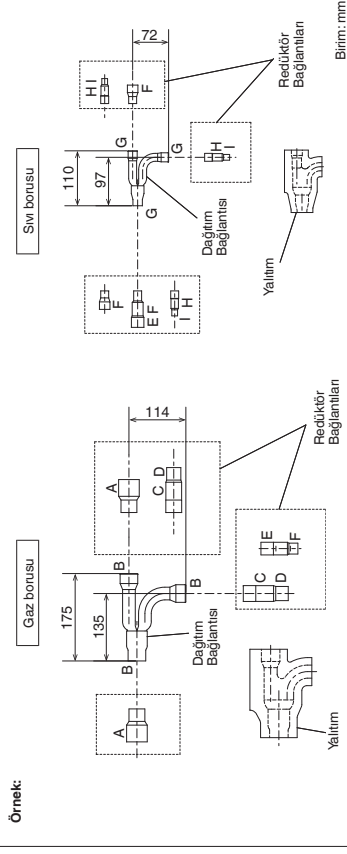 Örnek:
Gaz borusu
175
135
B
B
B
A
A
C D
114
C
D
E
F
Dağıtım
Bağlantısı
Redüktör
Bağlantıları
Yalıtım
Sıvı borusu
110
97
G
G
G
H I
F
72
F
E F
I H
H
I
Dağıtım
Bağlantısı
Redüktör
Bağlantıları
Yalıtım
Birim: mm